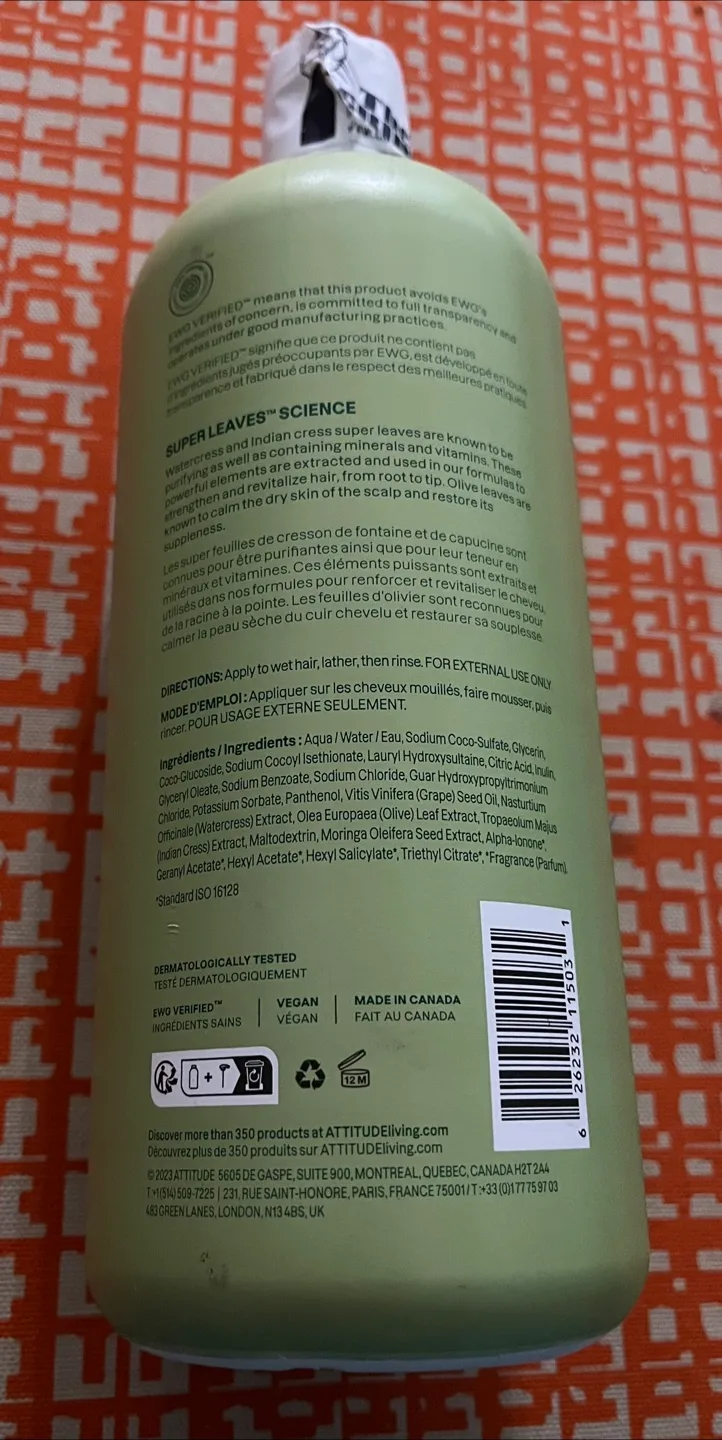 EWG VERIFIED™ means that this product avoids EWG's
ingredients of concern, is committed to full transparency and
operates under good manufacturing practices.
EWG VERIFIED™ signifie que ce produit ne contient pas
d'ingrédients jugés préoccupants par EWG, est développé en toute
transparence et fabriqué dans le respect des meilleures pratiques
SUPER LEAVES™ SCIENCE
Watercress and Indian cress super leaves are known to be
purifying as well as containing minerals and vitamins. These
powerful elements are extracted and used in our formulas to
strengthen and revitalize hair, from root to tip. Olive leaves are
known to calm the dry skin of the scalp and restore its
suppleness.
Les super feuilles de cresson de fontaine et de capucine sont
connues pour être purifiantes ainsi que pour leur teneur en
minéraux et vitamines. Ces éléments puissants sont extraits et
utilisés dans nos formules pour renforcer et revitaliser le cheveu,
de la racine à la pointe. Les feuilles d'olivier sont reconnues pour
calmer la peau sèche du cuir chevelu et restaurer sa souplesse.
DIRECTIONS: Apply to wet hair, lather, then rinse. FOR EXTERNAL USE ONLY.
MODE D'EMPLOI : Appliquer sur les cheveux mouillés, faire mousser, puis
rincer. POUR USAGE EXTERNE SEULEMENT.
Ingrédients / Ingredients : Aqua / Water / Eau, Sodium Coco-Sulfate, Glycerin,
Coco-Glucoside, Sodium Cocoyl Isethionate, Lauryl Hydroxysultaine, Citric Acid, Inulin,
Glyceryl Oleate, Sodium Benzoate, Sodium Chloride, Guar Hydroxypropyltrimonium
Chloride, Potassium Sorbate, Panthenol, Vitis Vinifera (Grape) Seed Oil, Nasturtium
Officinale (Watercress) Extract, Olea Europaea (Olive) Leaf Extract, Tropaeolum Majus
(Indian Cress) Extract, Maltodextrin, Moringa Oleifera Seed Extract, Alpha-Ionone*,
Geranyl Acetate*, Hexyl Acetate*, Hexyl Salicylate*, Triethyl Citrate*, *Fragrance (Parfum).
*Standard ISO 16128
DERMATOLOGICALLY TESTED
TESTÉ DERMATOLOGIQUEMENT
EWG VERIFIED™ | VEGAN | MADE IN CANADA
INGRÉDIENTS SAINS | VÉGAN | FAIT AU CANADA
12 M
6 26232 11503 1
Discover more than 350 products at ATTITUDEliving.com
Découvrez plus de 350 produits sur ATTITUDEliving.com
© 2023 ATTITUDE 5605 DE GASPE, SUITE 900, MONTREAL, QUEBEC, CANADA H2T 2A4
T:+1 (514) 509-7225 | 231, RUE SAINT-HONORE, PARIS, FRANCE 75001 / T :+33 (0)1 77 75 97 03
483 GREEN LANES, LONDON, N13 4BS, UK